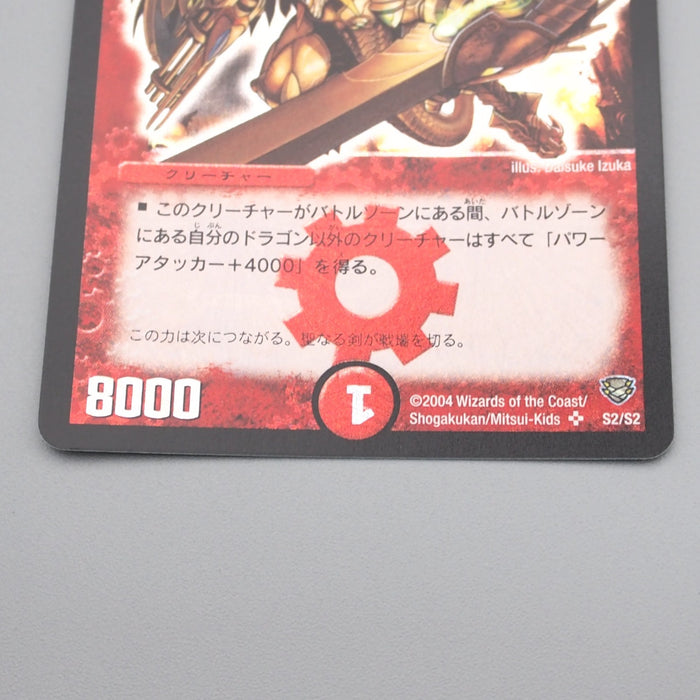 illus. Daisuke Izuka
クリーチャー
■ このクリーチャーがバトルゾーンにある間、バトルゾーン
にある自分のドラゴン以外のクリーチャーはすべて「パワー
アタッカー+4000」を得る。
この力は次につながる。聖なる剣が戦場を切る。
8000
1
©2004 Wizards of the Coast/
Shogakukan/Mitsui-Kids
S2/S2